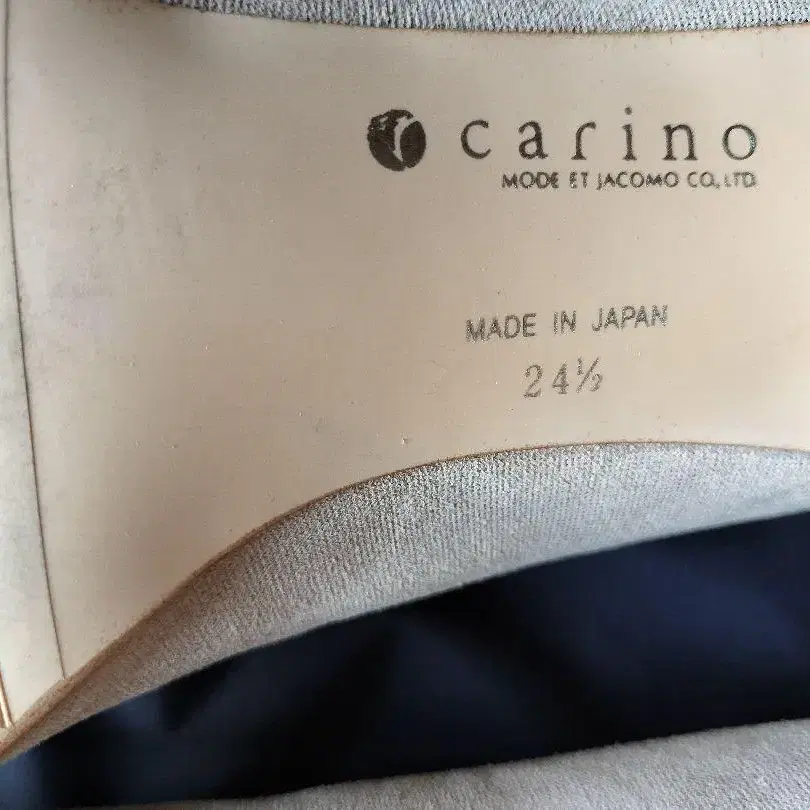 carino
MODE ET JACOMO CO,.LTD.
MADE IN JAPAN
24½